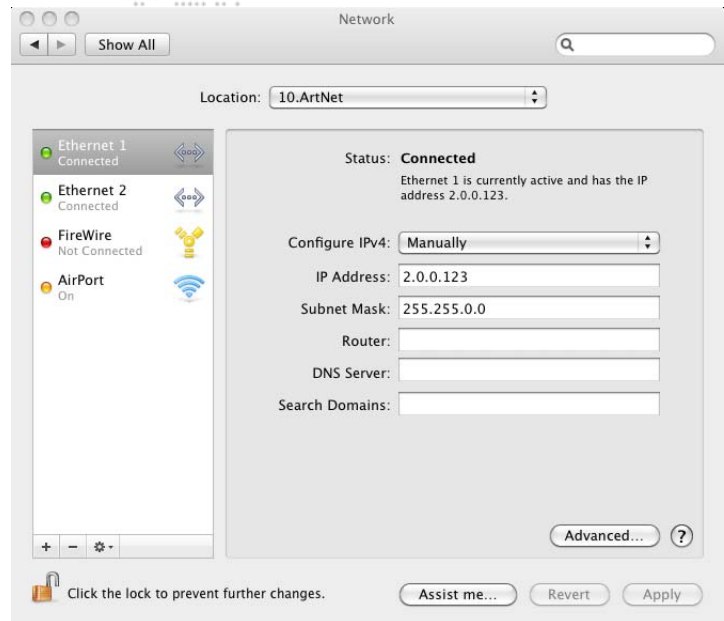 Network
Show All
Location: 10.ArtNet
Ethernet 1
Connected
Ethernet 2
Connected
FireWire
Not Connected
AirPort
On
Status: Connected
Ethernet 1 is currently active and has the IP
address 2.0.0.123.
Configure IPv4: Manually
IP Address: 2.0.0.123
Subnet Mask: 255.255.0.0
Router:
DNS Server:
Search Domains:
Advanced... ?
Click the lock to prevent further changes.
Assist me... Revert Apply